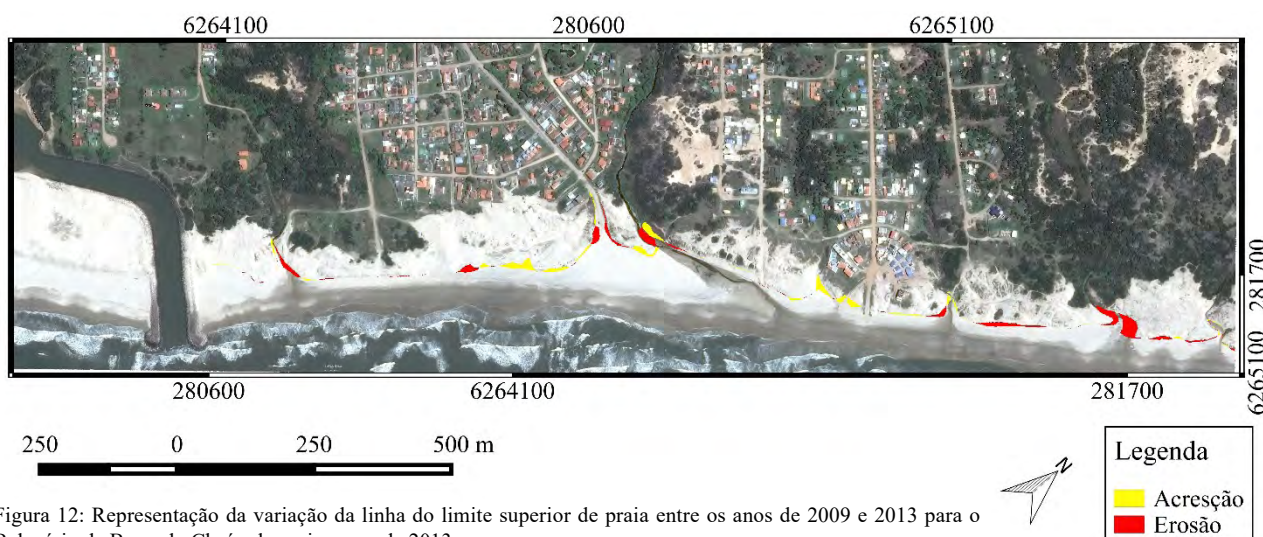 6264100 280600 6265100
281700
6265100
280600 6264100 281700
250 0 250 500 m
N
Legenda
Acresção
Erosão
Figura 12: Representação da variação da linha do limite superior de praia entre os anos de 2009 e 2013 para o